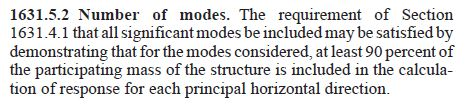 1631.5.2 Number of modes. The requirement of Section
1631.4.1 that all significant modes be included may be satisfied by
demonstrating that for the modes considered, at least 90 percent of
the participating mass of the structure is included in the calcula-
tion of response for each principal horizontal direction.